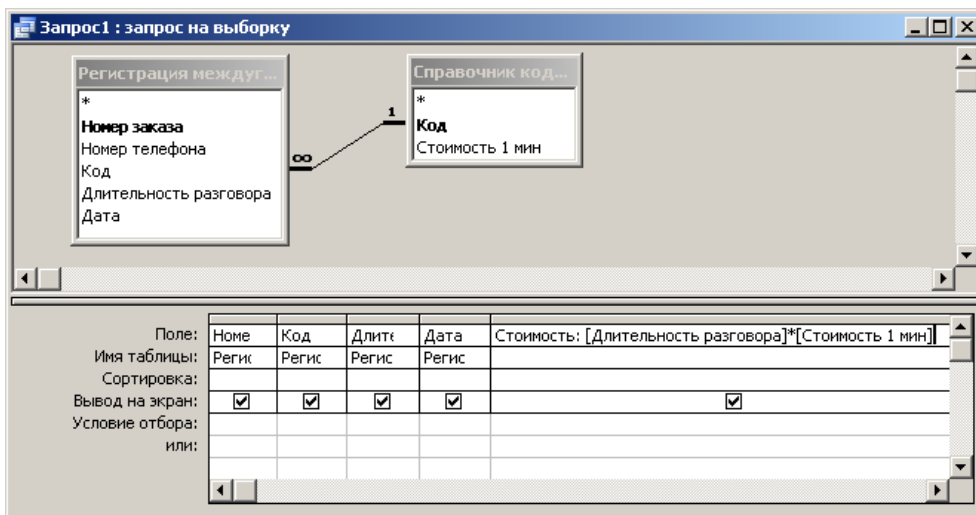 Запрос1 : запрос на выборку
Регистрация междуг...
*
Номер заказа
Номер телефона
Код
Длительность разговора
Дата
∞
1
Справочник код...
*
Код
Стоимость 1 мин
Поле: Номе Код Длите Дата Стоимость: [Длительность разговора]*[Стоимость 1 мин]
Имя таблицы: Регис Регис Регис Регис
Сортировка:
Вывод на экран:
Условие отбора:
или: